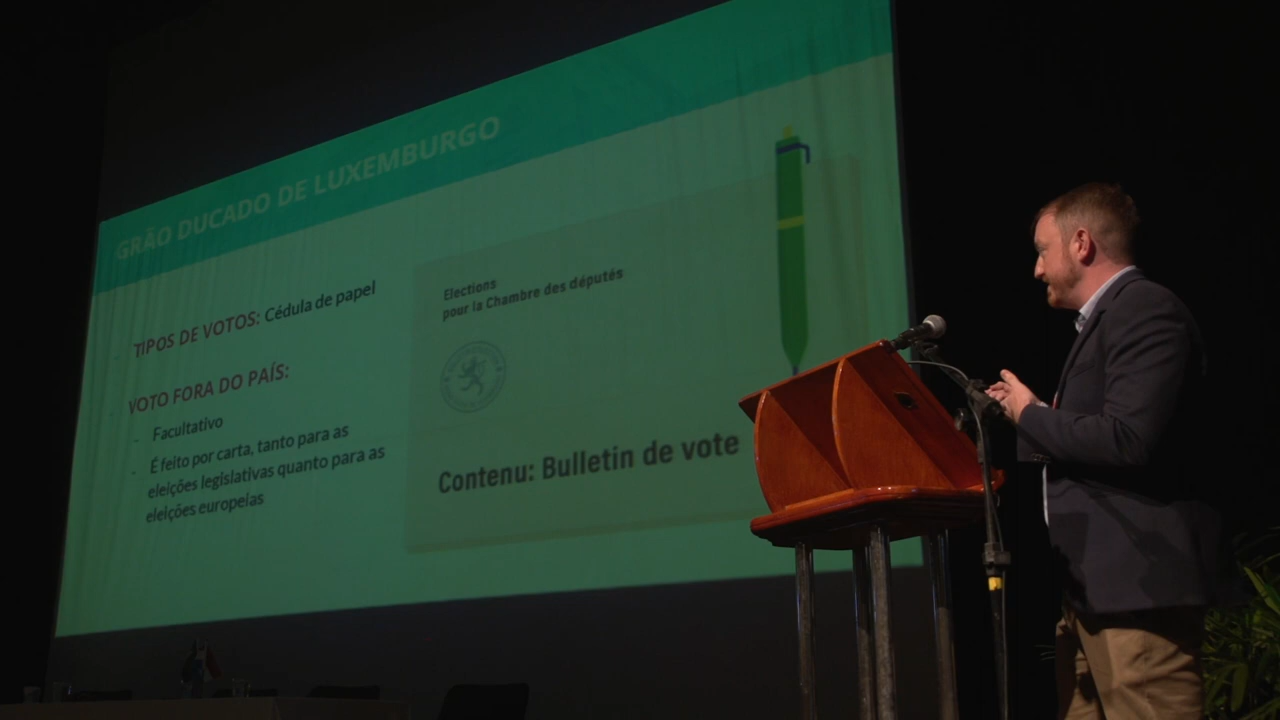 GRÃO DUCADO DE LUXEMBURGO
TIPOS DE VOTOS: Cédula de papel
VOTO FORA DO PAÍS:
- Facultativo
- É feito por carta, tanto para as
eleições legislativas quanto para as
eleições europeias
Elections
pour la Chambre des députés
Contenu: Bulletin de vote